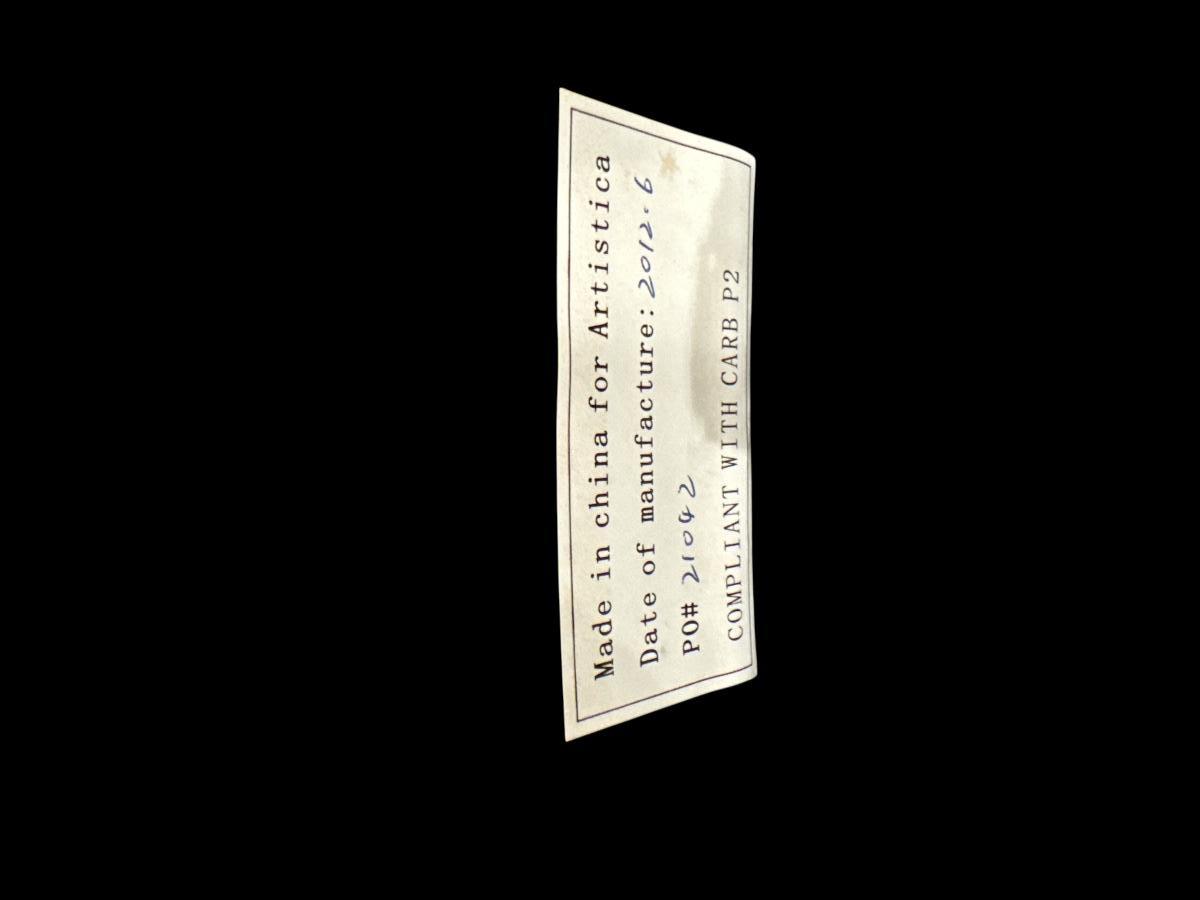 Made in china for Artistica
Date of manufacture: 2012.6
PO# 21042
COMPLIANT WITH CARB P2